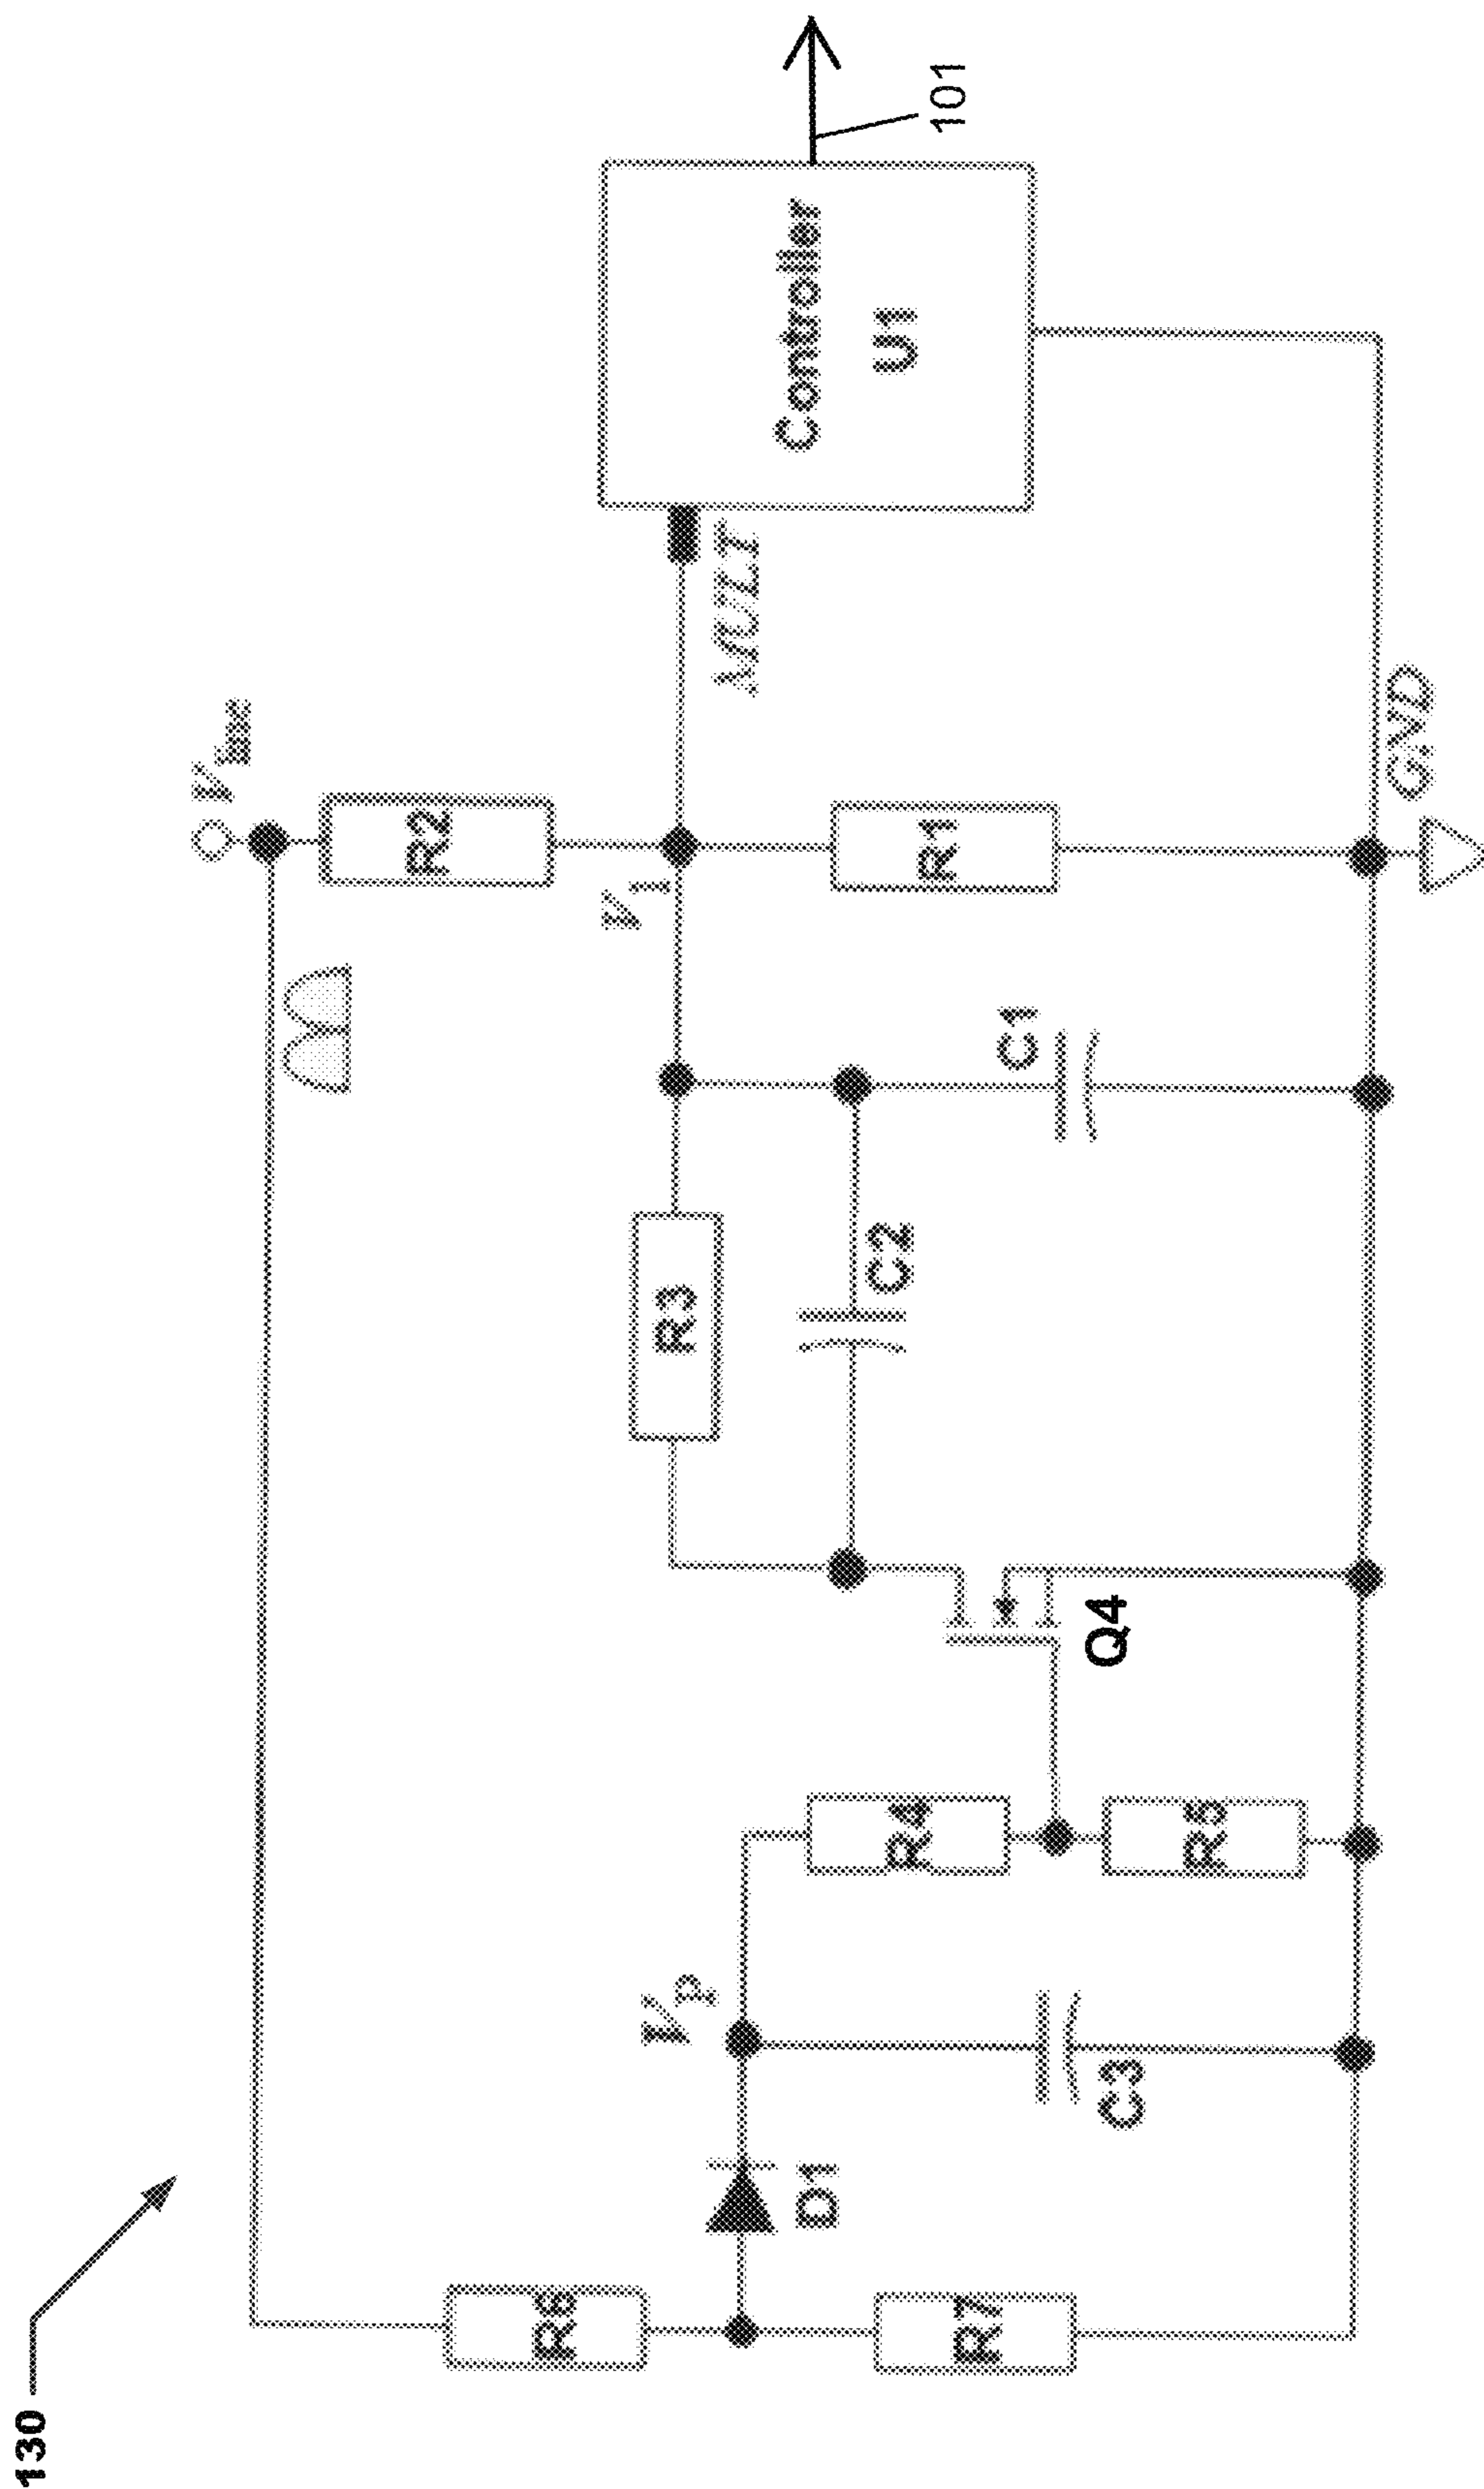 130
V_line
R2
V_1
R1
MULT
Controller
U1
101
GND
C1
R3
C2
Q4
R4
R5
V_p
C3
D1
R6
R7